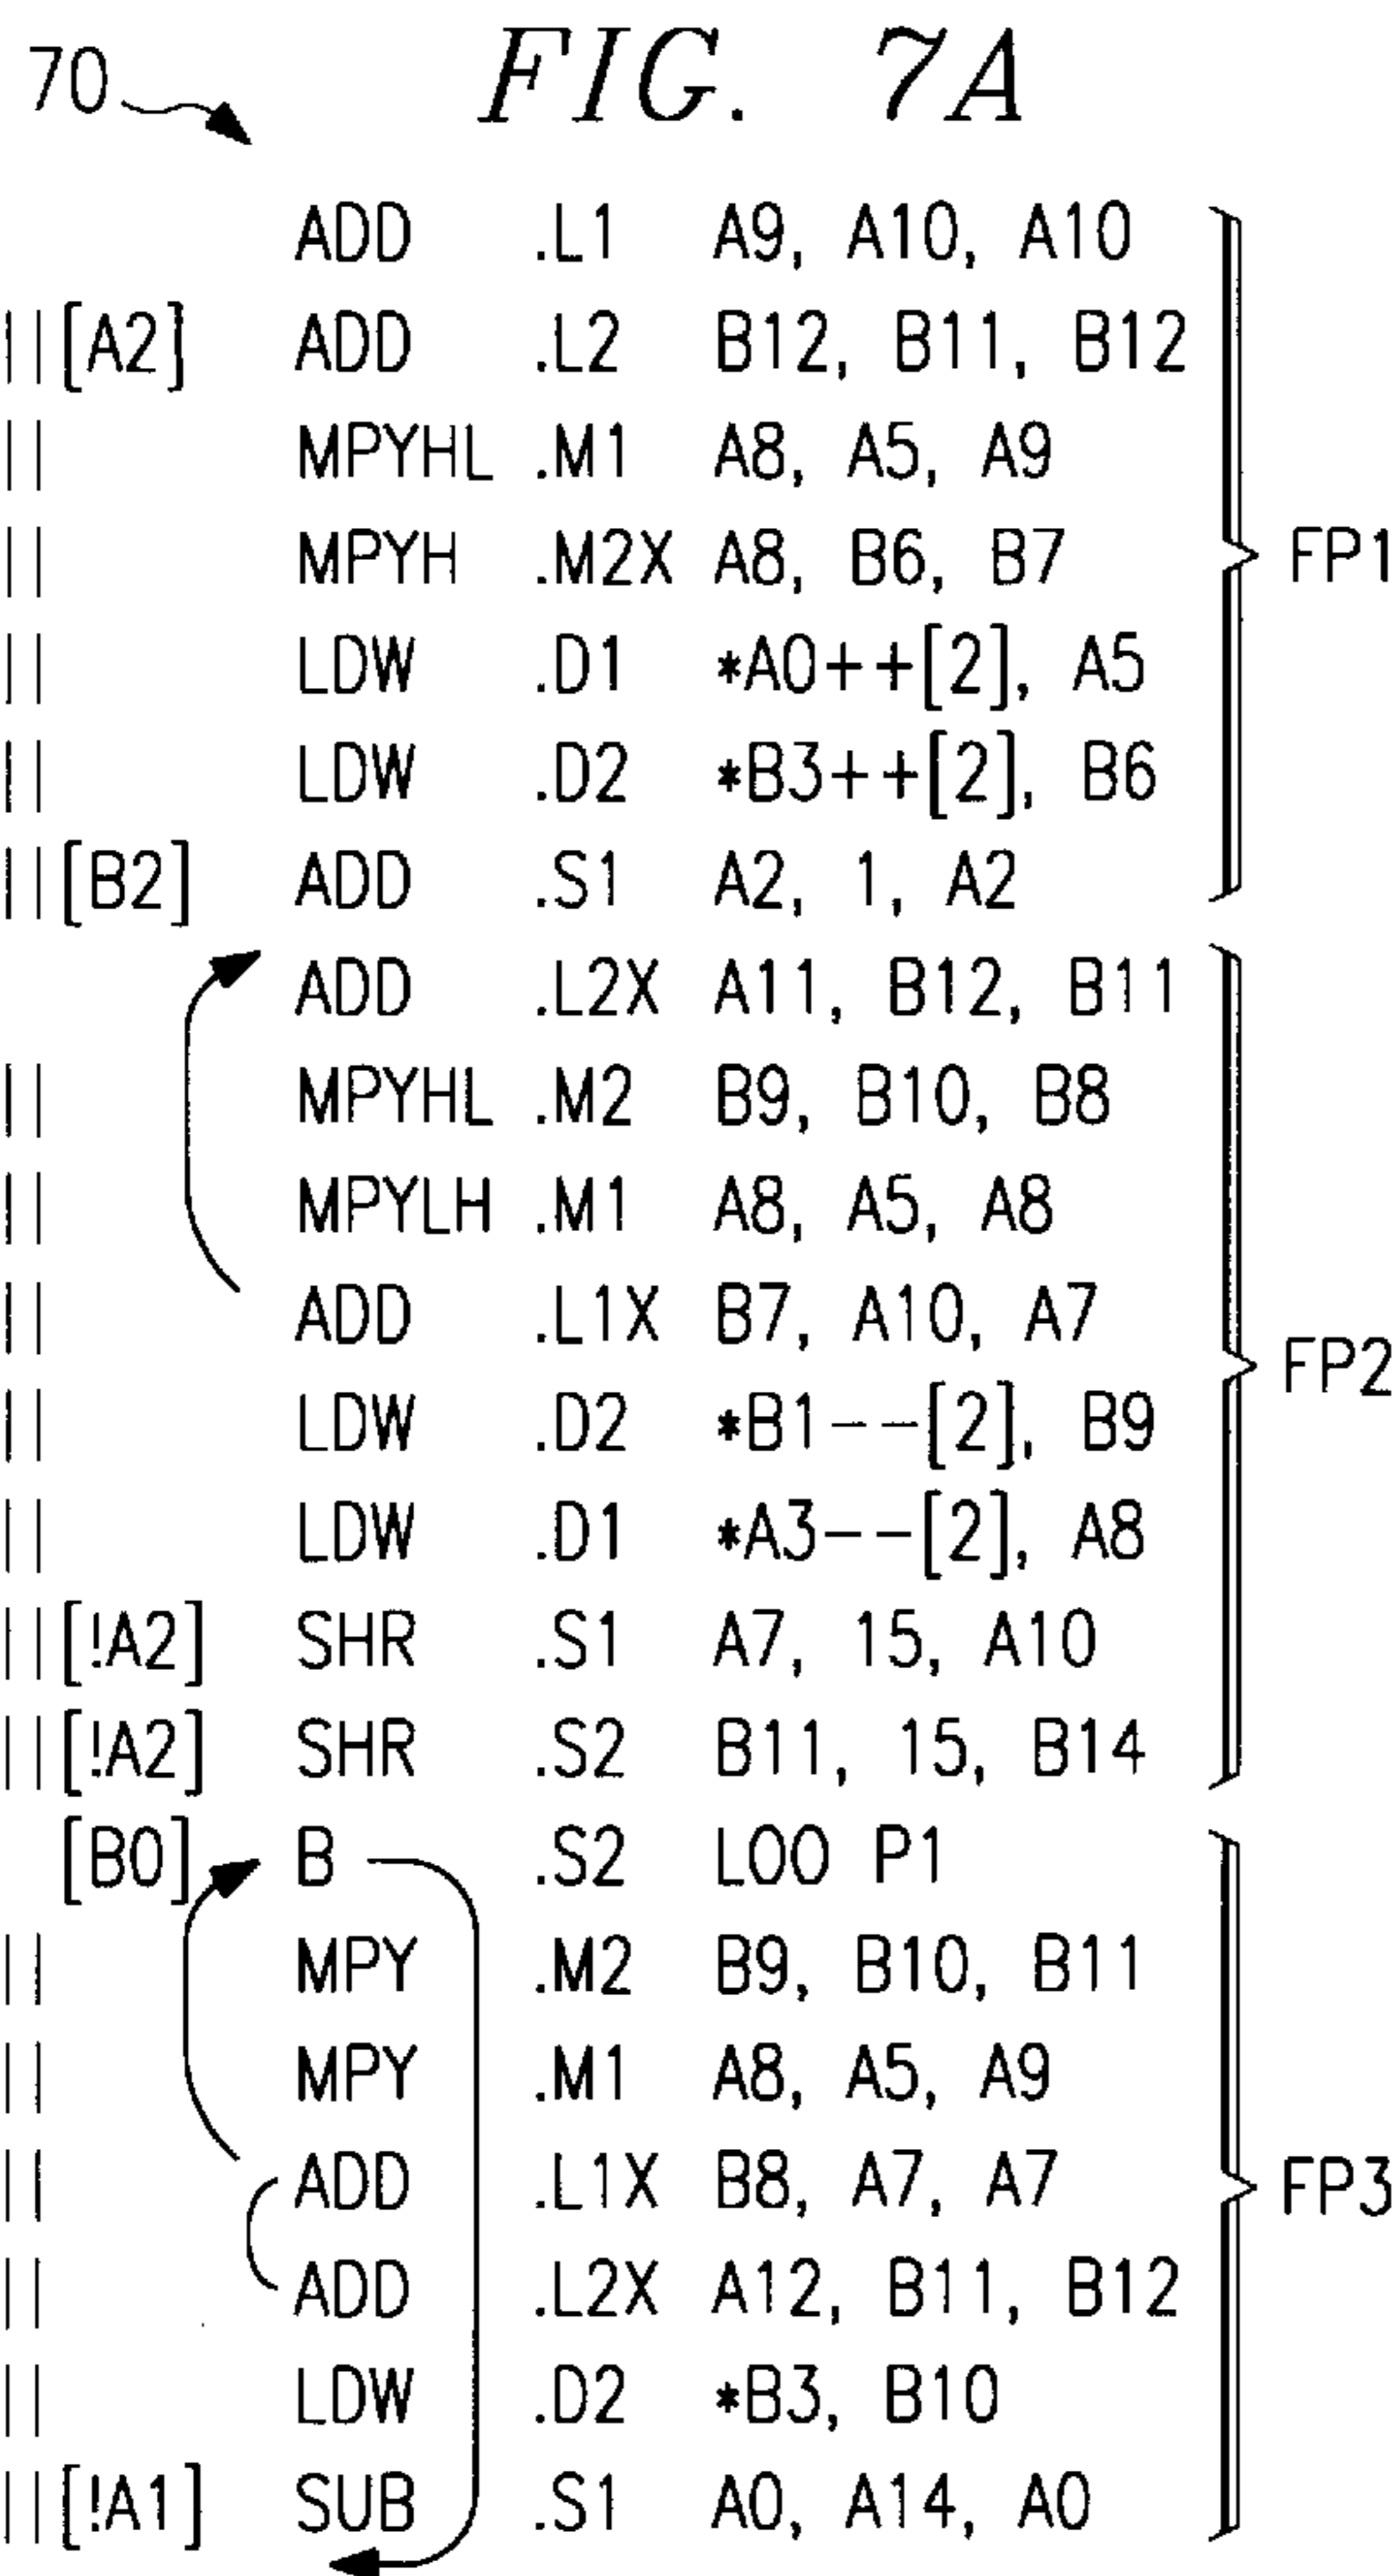 70 FIG. 7A
ADD .L1 A9, A10, A10
||[A2] ADD .L2 B12, B11, B12
|| MPYHL .M1 A8, A5, A9
|| MPYH .M2X A8, B6, B7
FP1
|| LDW .D1 *A0++[2], A5
|| LDW .D2 *B3++[2], B6
||[B2] ADD .S1 A2, 1, A2
ADD .L2X A11, B12, B11
|| MPYHL .M2 B9, B10, B8
|| MPYLH .M1 A8, A5, A8
|| ADD .L1X B7, A10, A7
FP2
|| LDW .D2 *B1--[2], B9
|| LDW .D1 *A3--[2], A8
||[!A2] SHR .S1 A7, 15, A10
||[!A2] SHR .S2 B11, 15, B14
[B0] B .S2 LOO P1
|| MPY .M2 B9, B10, B11
|| MPY .M1 A8, A5, A9
|| ADD .L1X B8, A7, A7
FP3
|| ADD .L2X A12, B11, B12
|| LDW .D2 *B3, B10
||[!A1] SUB .S1 A0, A14, A0